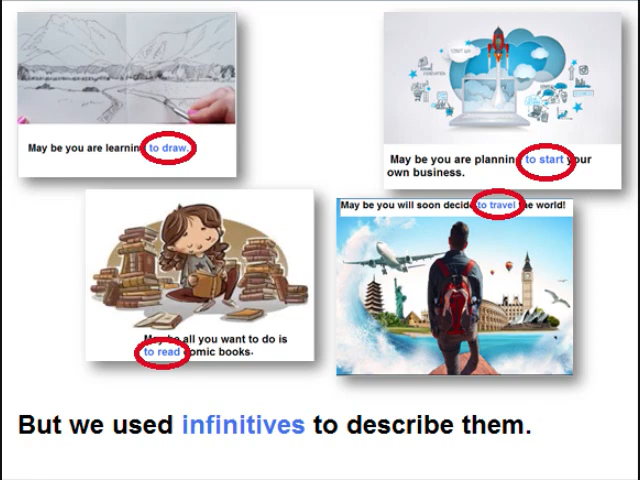 May be you are learning to draw.
May be you are planning to start your
own business.
May be all you want to do is
to read comic books.
May be you will soon decide to travel the world!
But we used infinitives to describe them.